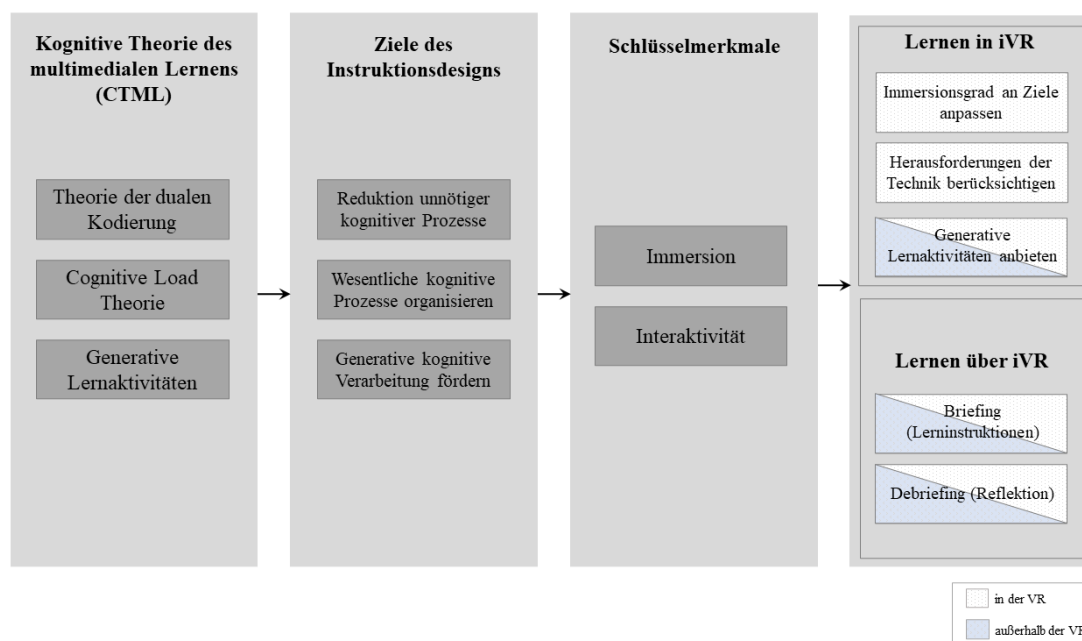 Kognitive Theorie des
multimedialen Lernens
(CTML)
Theorie der dualen
Kodierung
Cognitive Load
Theorie
Generative
Lernaktivitäten
Ziele des
Instruktionsdesigns
Reduktion unnötiger
kognitiver Prozesse
Wesentliche kognitive
Prozesse organisieren
Generative kognitive
Verarbeitung fördern
Schlüsselmerkmale
Immersion
Interaktivität
Lernen in iVR
Immersionsgrad an Ziele
anpassen
Herausforderungen der
Technik berücksichtigen
Generative
Lernaktivitäten anbieten
Lernen über iVR
Briefing
(Lerninstruktionen)
Debriefing (Reflektion)
in der VR
außerhalb der VR